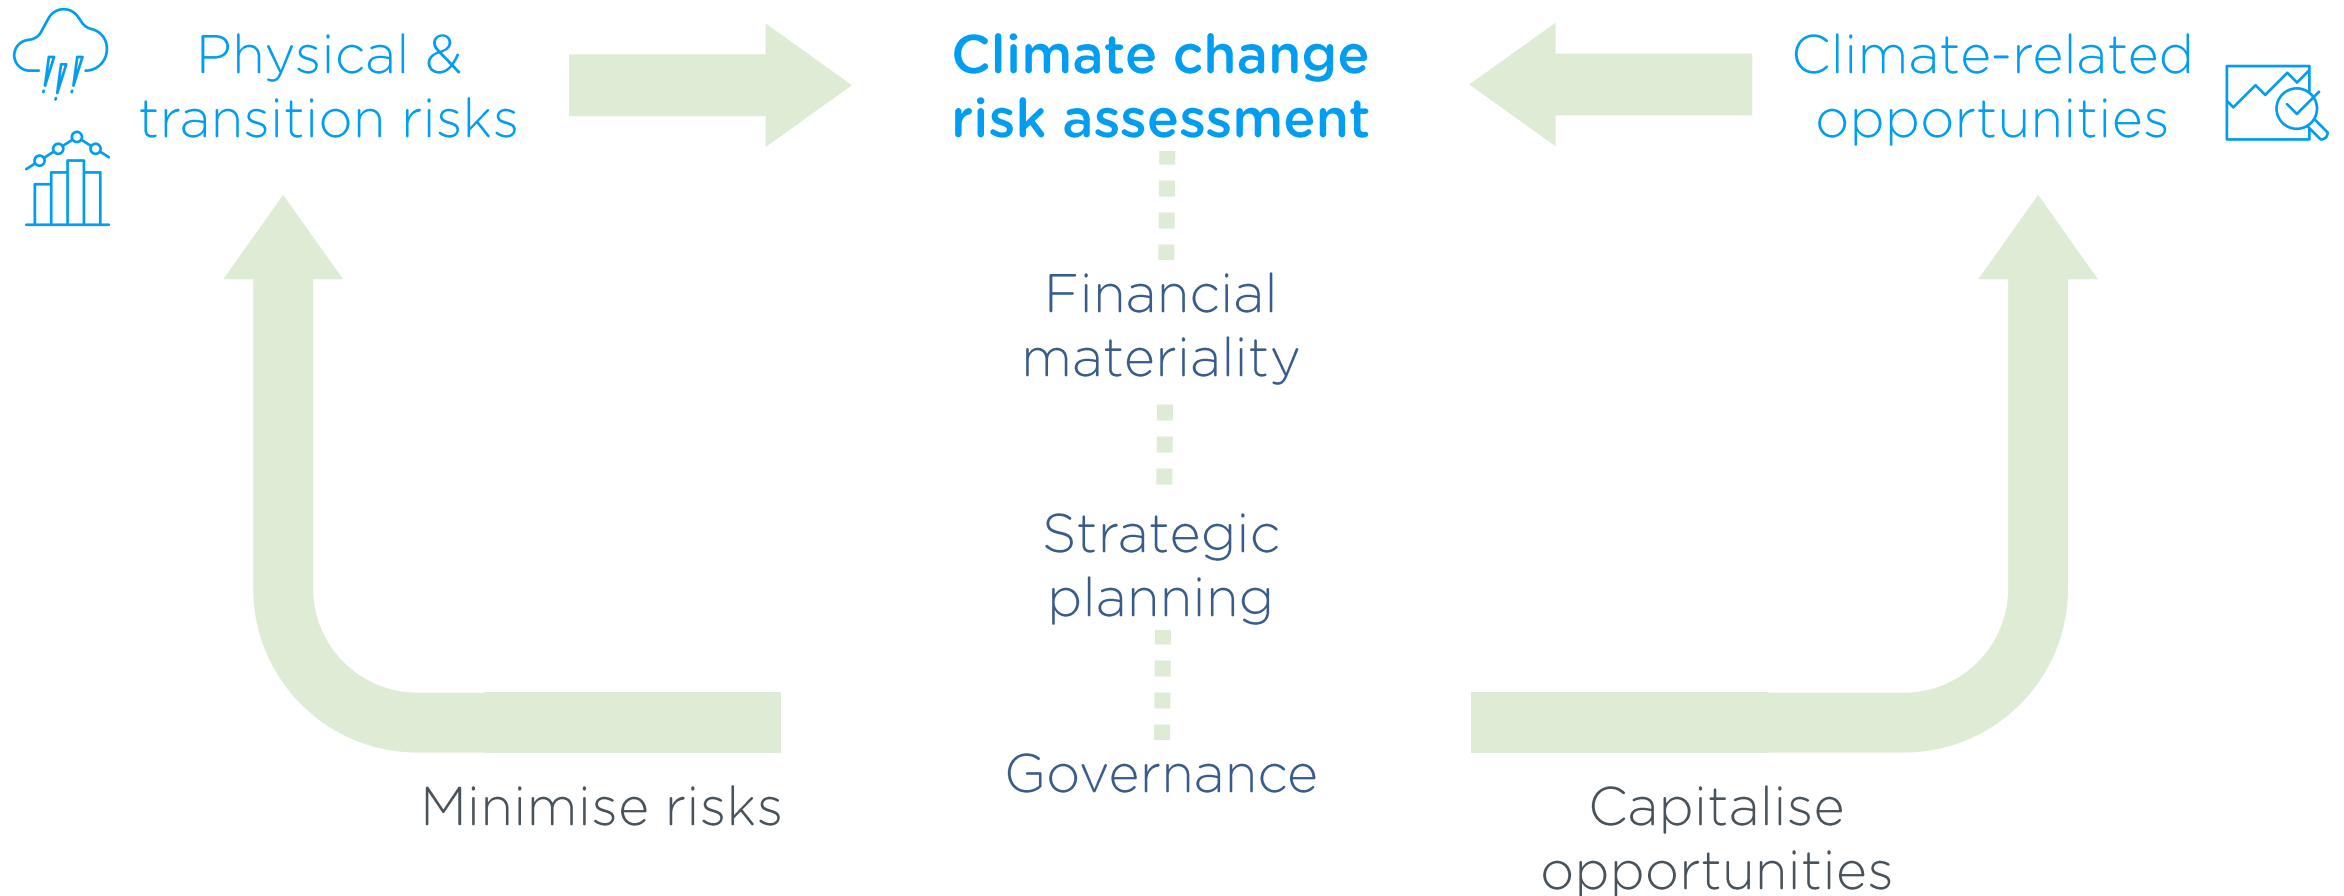 Physical &
transition risks
Climate change
risk assessment
Climate-related
opportunities
Financial
materiality
Strategic
planning
Governance
Minimise risks
Capitalise
opportunities